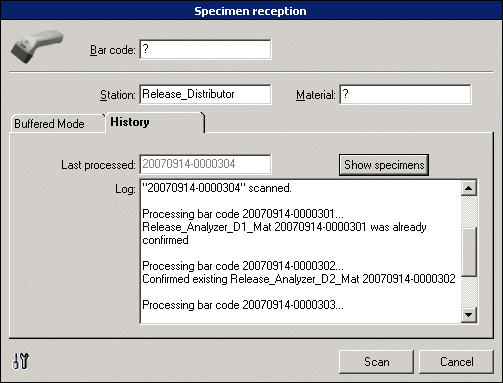 Specimen reception
Bar code: ?
Station: Release_Distributor Material: ?
Buffered Mode History
Last processed: 20070914-0000304 Show specimens
Log: "20070914-0000304" scanned.
Processing bar code 20070914-0000301...
Release_Analyzer_D1_Mat 20070914-0000301 was already
confirmed
Processing bar code 20070914-0000302...
Confirmed existing Release_Analyzer_D2_Mat 20070914-0000302
Processing bar code 20070914-0000303...
Scan Cancel